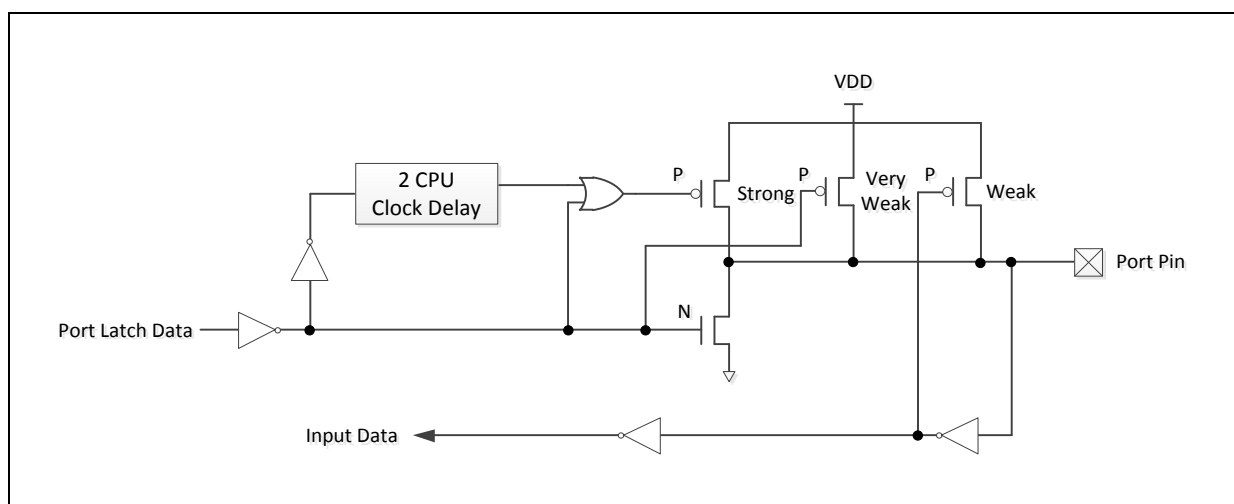 VDD
2 CPU
Clock Delay
P
Strong
P
Very
Weak
P
Weak
Port Pin
N
Port Latch Data
Input Data